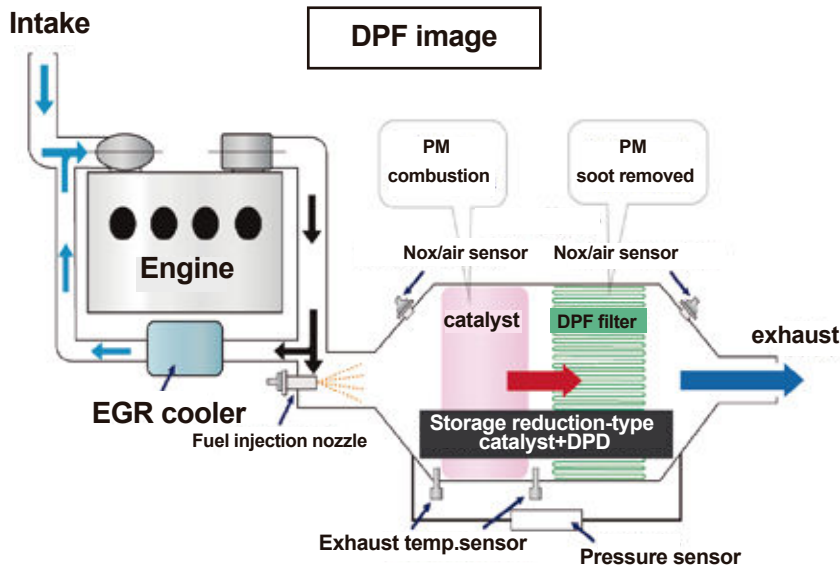 Intake
DPF image
PM
combustion
PM
soot removed
Nox/air sensor
Nox/air sensor
Engine
catalyst
DPF filter
exhaust
EGR cooler
Fuel injection nozzle
Storage reduction-type
catalyst+DPD
Exhaust temp.sensor
Pressure sensor